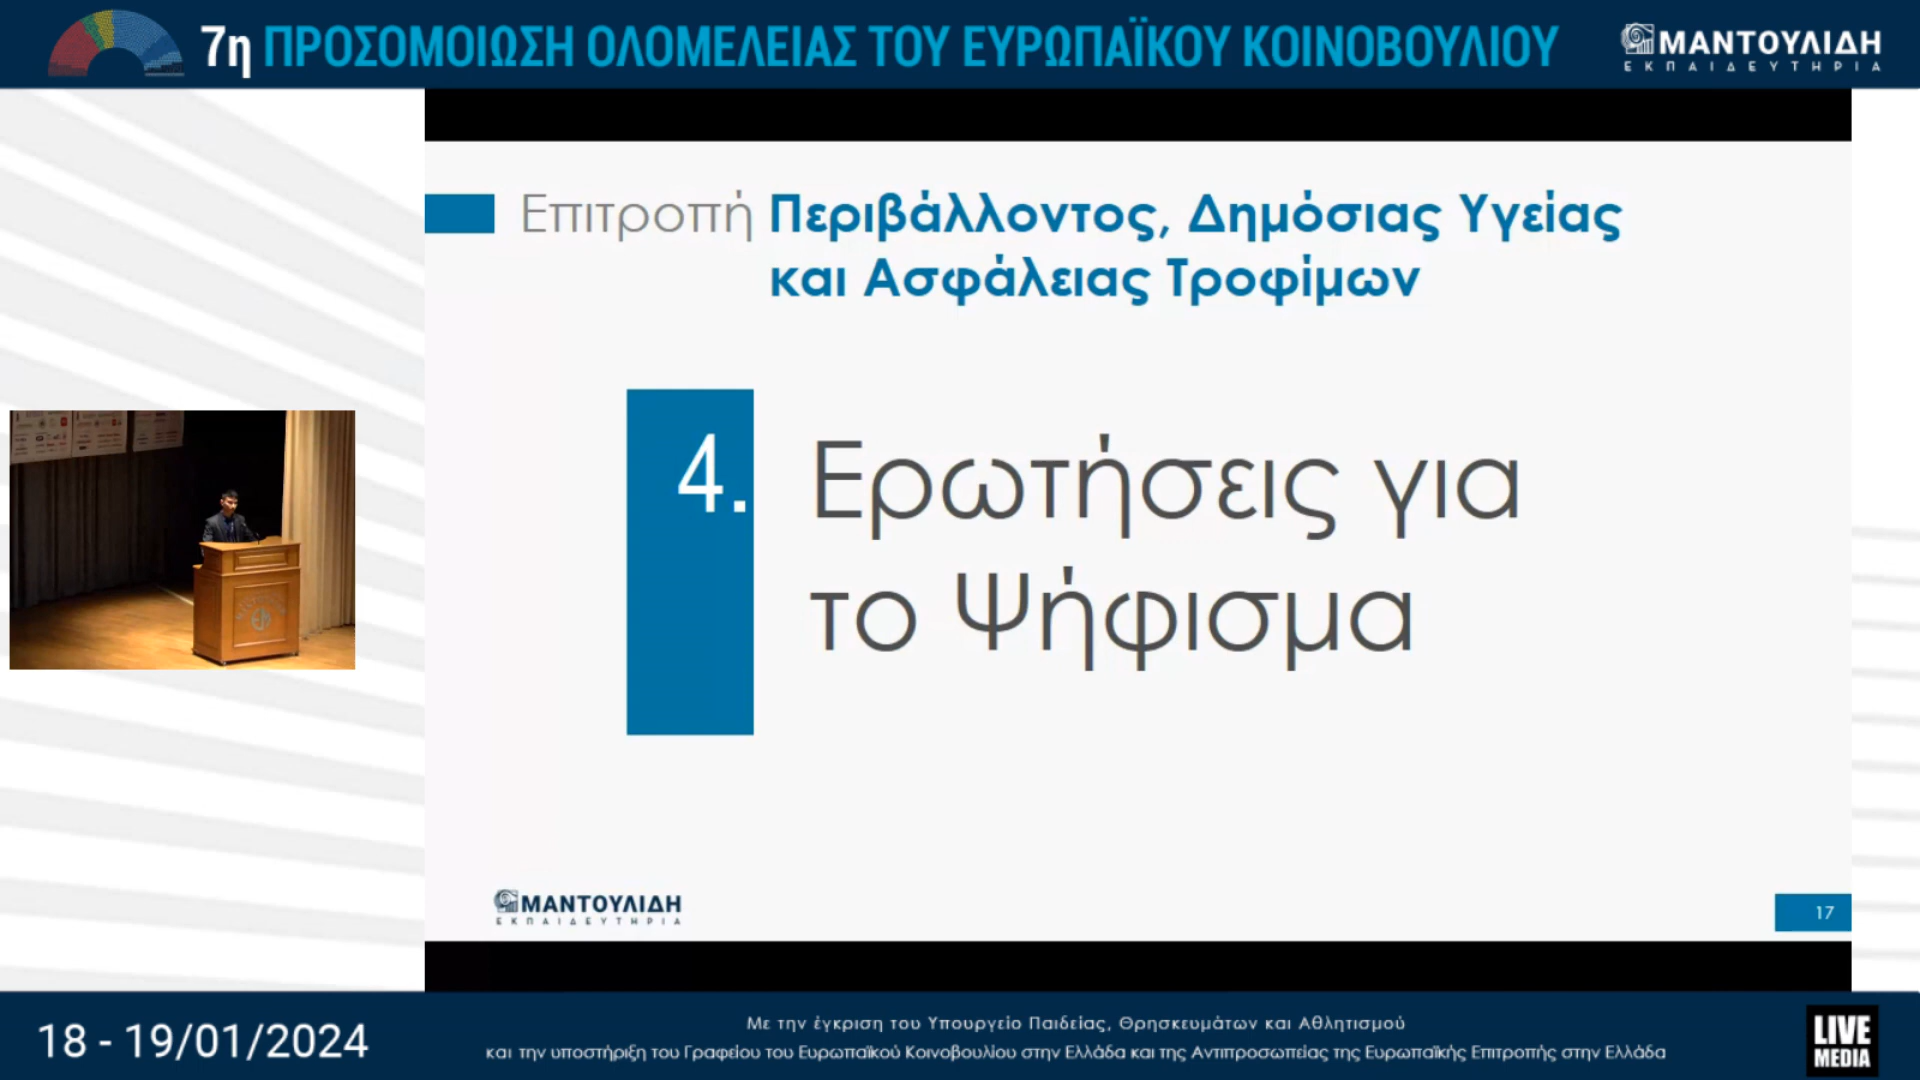 7η ΠΡΟΣΟΜΟΙΩΣΗ ΟΛΟΜΕΛΕΙΑΣ ΤΟΥ ΕΥΡΩΠΑΪΚΟΥ ΚΟΙΝΟΒΟΥΛΙΟΥ
ΜΑΝΤΟΥΛΙΔΗ
ΕΚΠΑΙΔΕΥΤΗΡΙΑ
Επιτροπή Περιβάλλοντος, Δημόσιας Υγείας
και Ασφάλειας Τροφίμων
4. Ερωτήσεις για
το Ψήφισμα
ΜΑΝΤΟΥΛΙΔΗ
ΕΚΠΑΙΔΕΥΤΗΡΙΑ
17
18 - 19/01/2024
Με την έγκριση του Υπουργείο Παιδείας, Θρησκευμάτων και Αθλητισμού
και την υποστήριξη του Γραφείου του Ευρωπαϊκού Κοινοβουλίου στην Ελλάδα και της Αντιπροσωπείας της Ευρωπαϊκής Επιτροπής στην Ελλάδα
LIVE
MEDIA